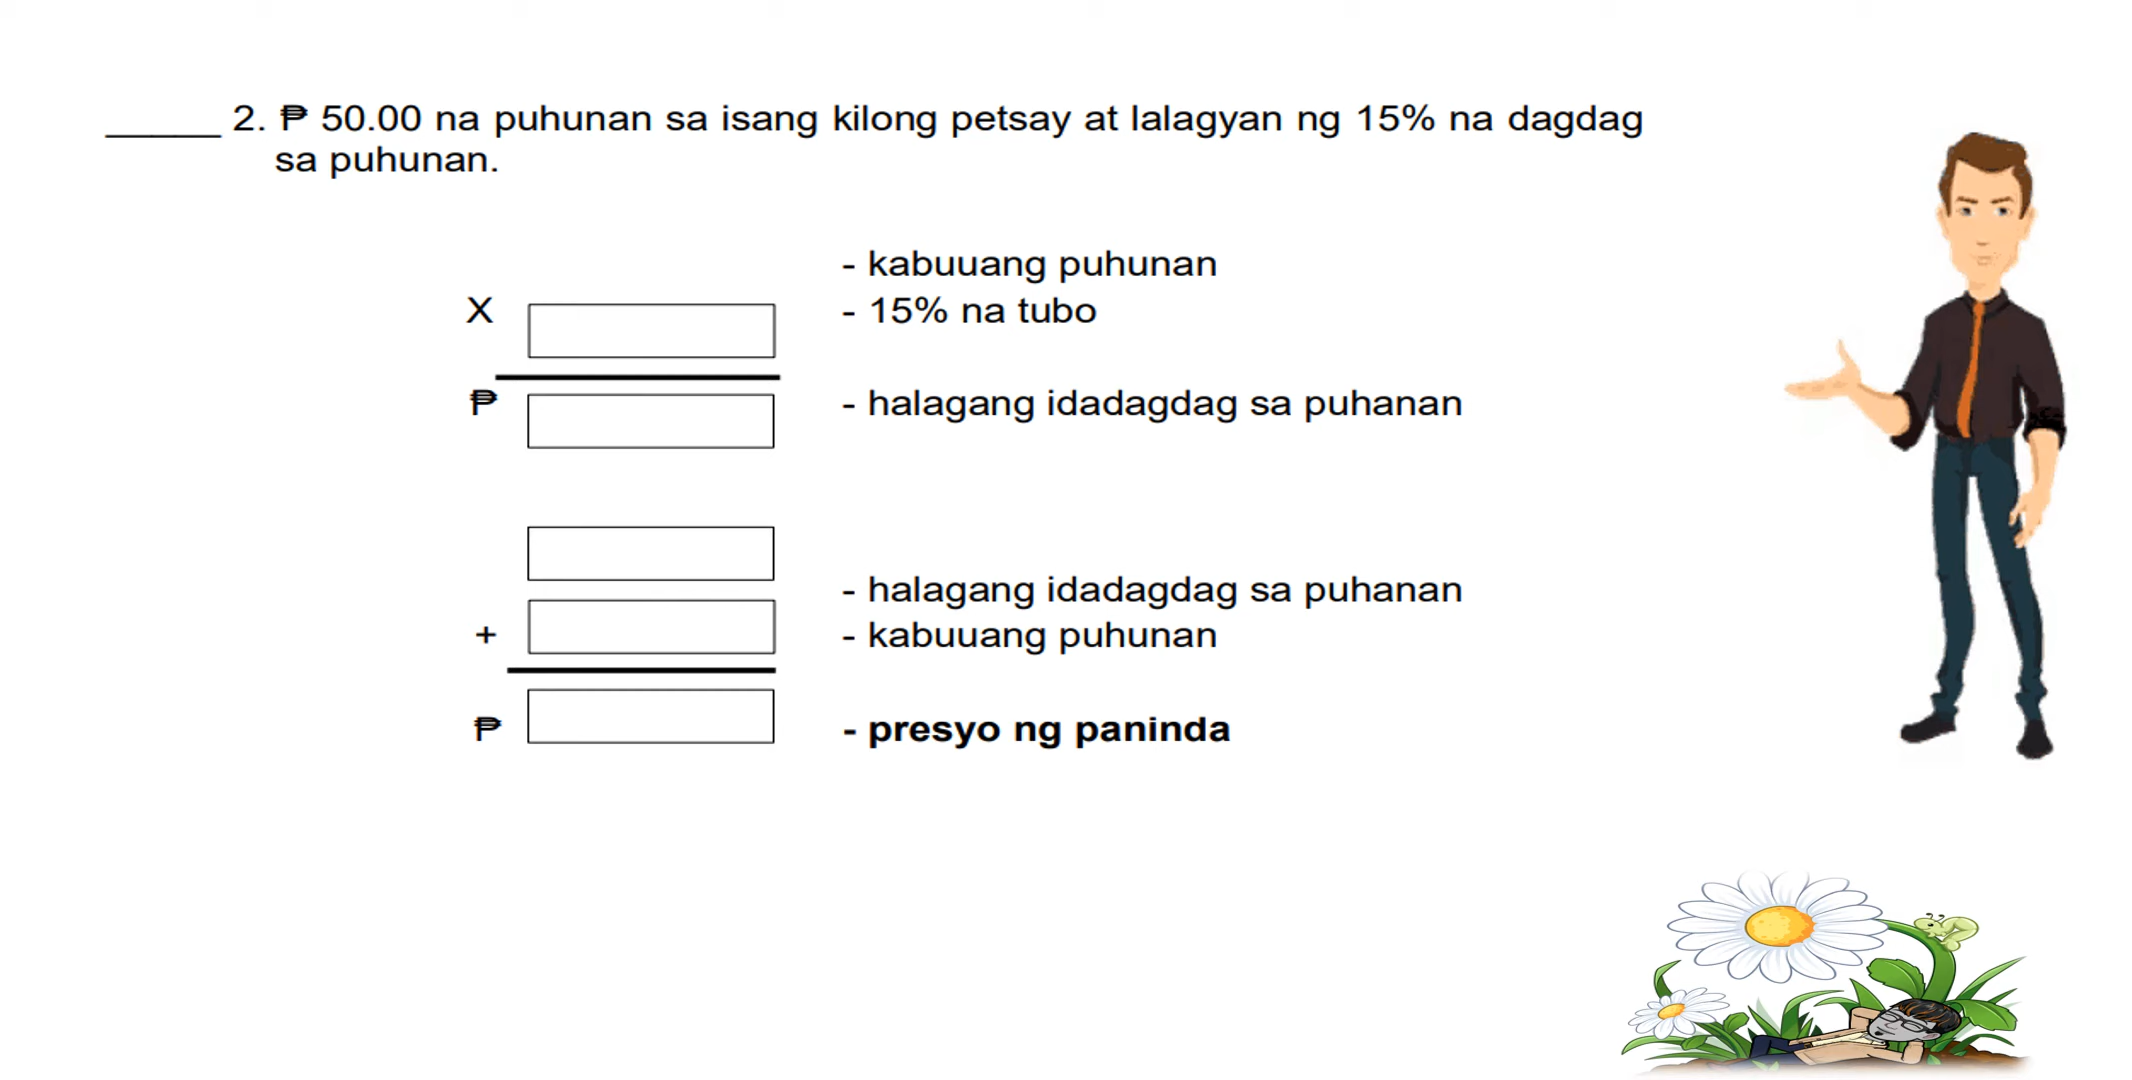 _____ 2. ₱ 50.00 na puhunan sa isang kilong petsay at lalagyan ng 15% na dagdag
sa puhunan.
- kabuuang puhunan
X - 15% na tubo
₱ - halagang idadagdag sa puhanan
- halagang idadagdag sa puhanan
+ - kabuuang puhunan
₱ - presyo ng paninda